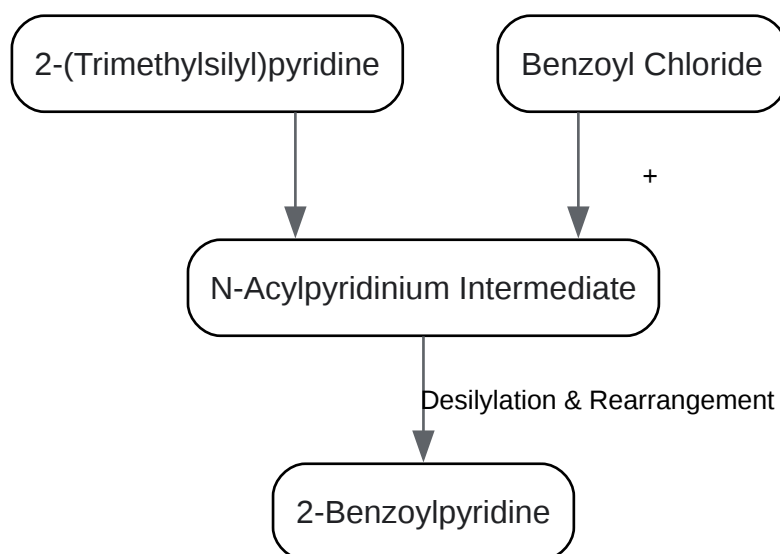 2-(Trimethylsilyl)pyridine
Benzoyl Chloride
+
N-Acylpyridinium Intermediate
Desilylation & Rearrangement
2-Benzoylpyridine